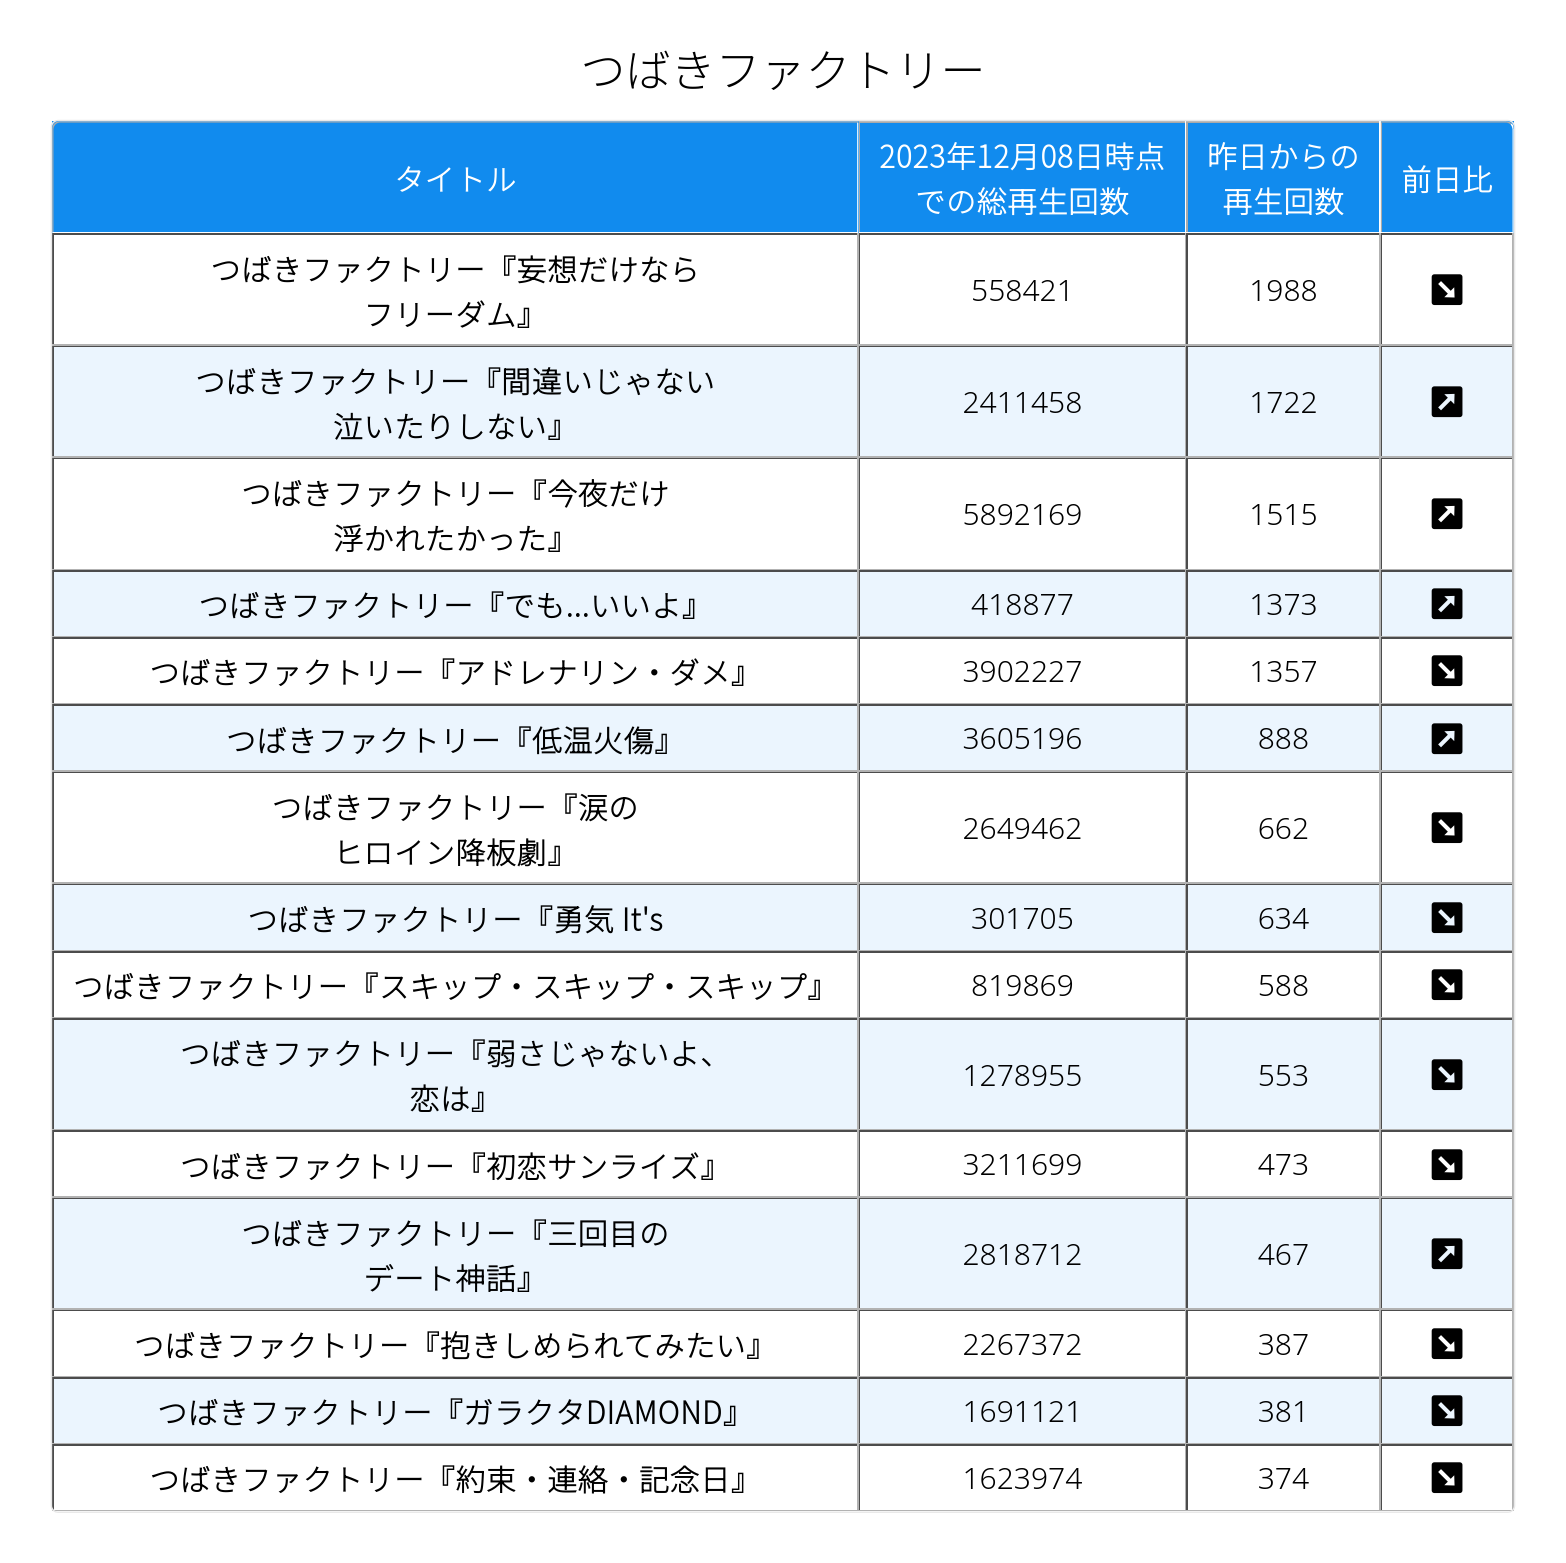 つばきファクトリー
タイトル
2023年12月08日時点
での総再生回数
昨日からの
再生回数
前日比
つばきファクトリー『妄想だけなら
フリーダム』
558421
1988
つばきファクトリー『間違いじゃない
泣いたりしない』
2411458
1722
つばきファクトリー『今夜だけ
浮かれたかった』
5892169
1515
つばきファクトリー『でも...いいよ』
418877
1373
つばきファクトリー『アドレナリン・ダメ』
3902227
1357
つばきファクトリー『低温火傷』
3605196
888
つばきファクトリー『涙の
ヒロイン降板劇』
2649462
662
つばきファクトリー『勇気 It's
301705
634
つばきファクトリー『スキップ・スキップ・スキップ』
819869
588
つばきファクトリー『弱さじゃないよ、
恋は』
1278955
553
つばきファクトリー『初恋サンライズ』
3211699
473
つばきファクトリー『三回目の
デート神話』
2818712
467
つばきファクトリー『抱きしめられてみたい』
2267372
387
つばきファクトリー『ガラクタDIAMOND』
1691121
381
つばきファクトリー『約束・連絡・記念日』
1623974
374